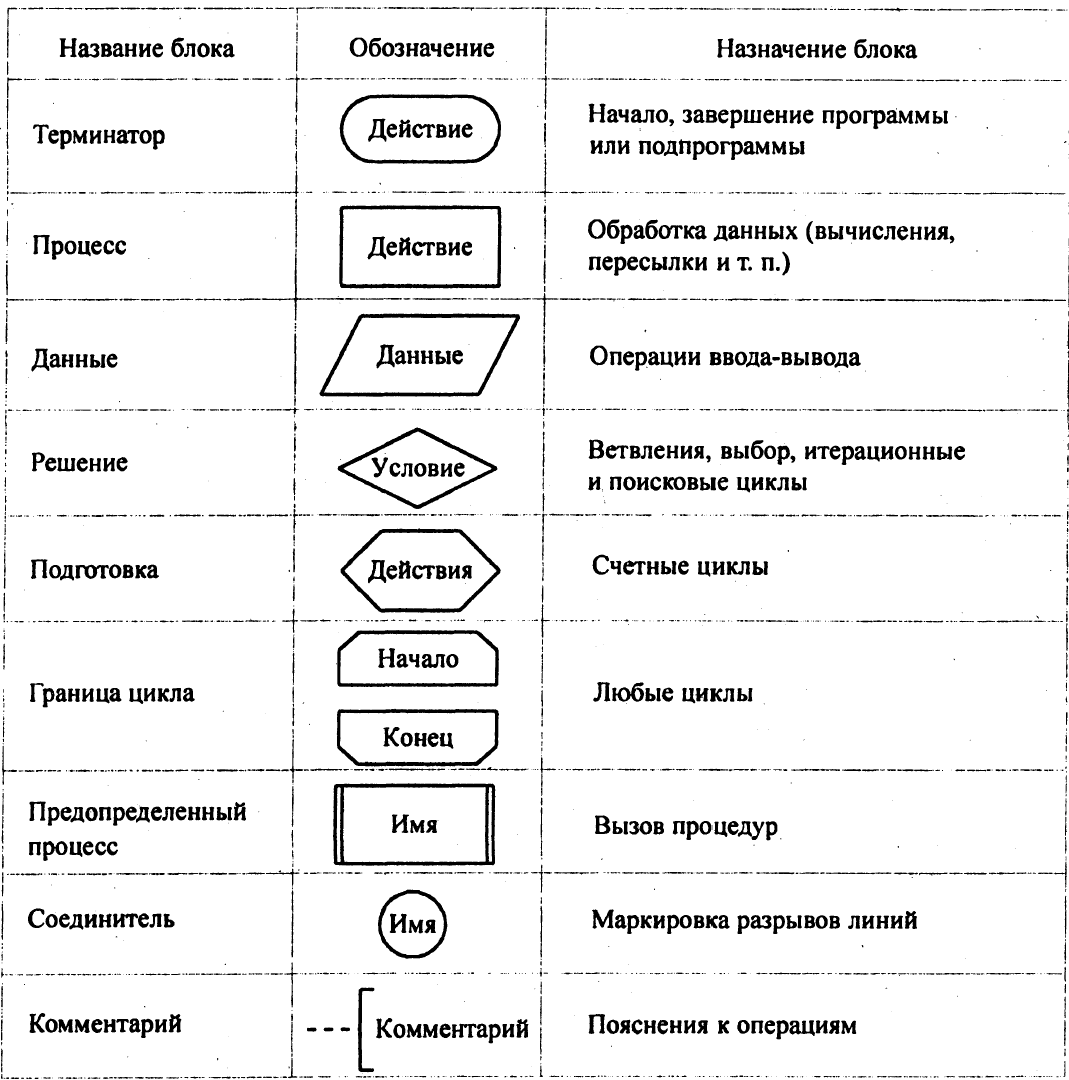 Название блока
Обозначение
Назначение блока
Терминатор
Действие
Начало, завершение программы
или подпрограммы
Процесс
Действие
Обработка данных (вычисления,
пересылки и т. п.)
Данные
Данные
Операции ввода-вывода
Решение
Условие
Ветвления, выбор, итерационные
и поисковые циклы
Подготовка
Действия
Счетные циклы
Граница цикла
Начало
Конец
Любые циклы
Предопределенный
процесс
Имя
Вызов процедур
Соединитель
Имя
Маркировка разрывов линий
Комментарий
Комментарий
Пояснения к операциям